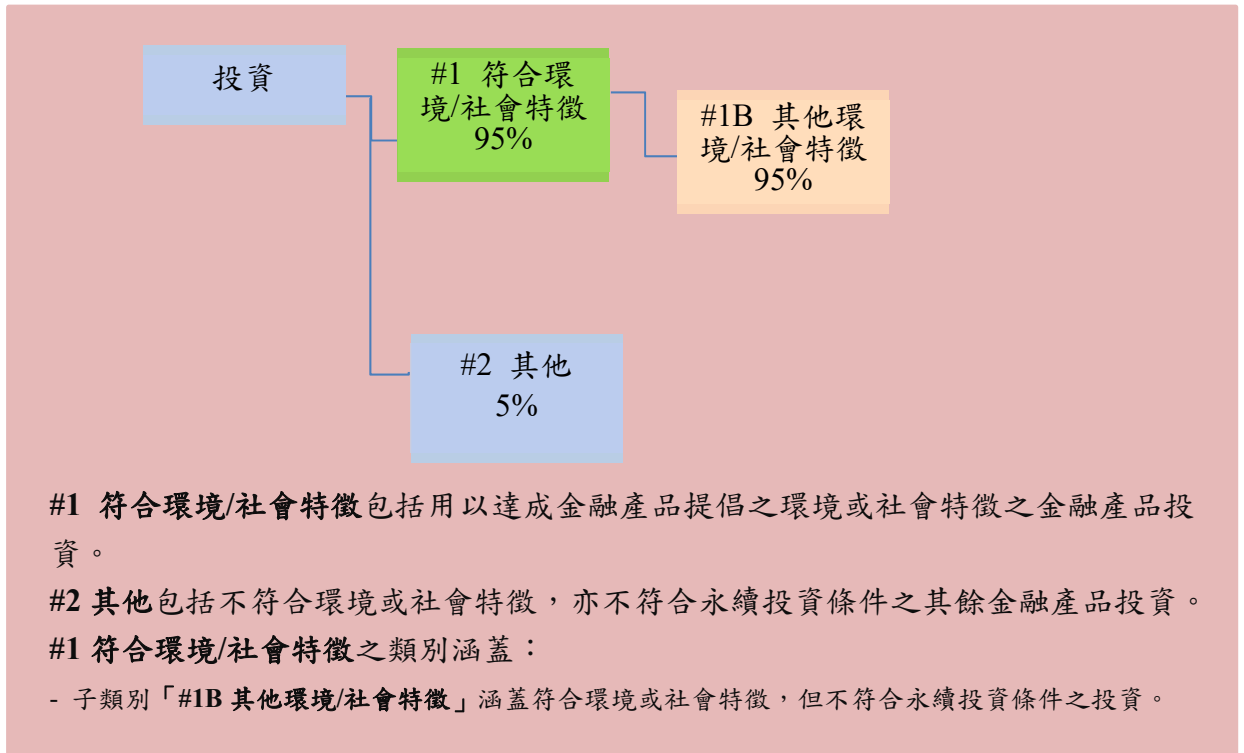 投資
#1 符合環
境/社會特徵
95%
#1B 其他環
境/社會特徵
95%
#2 其他
5%
#1 符合環境/社會特徵包括用以達成金融產品提倡之環境或社會特徵之金融產品投
資。
#2 其他包括不符合環境或社會特徵，亦不符合永續投資條件之其餘金融產品投資。
#1 符合環境/社會特徵之類別涵蓋：
- 子類別「#1B 其他環境/社會特徵」涵蓋符合環境或社會特徵，但不符合永續投資條件之投資。